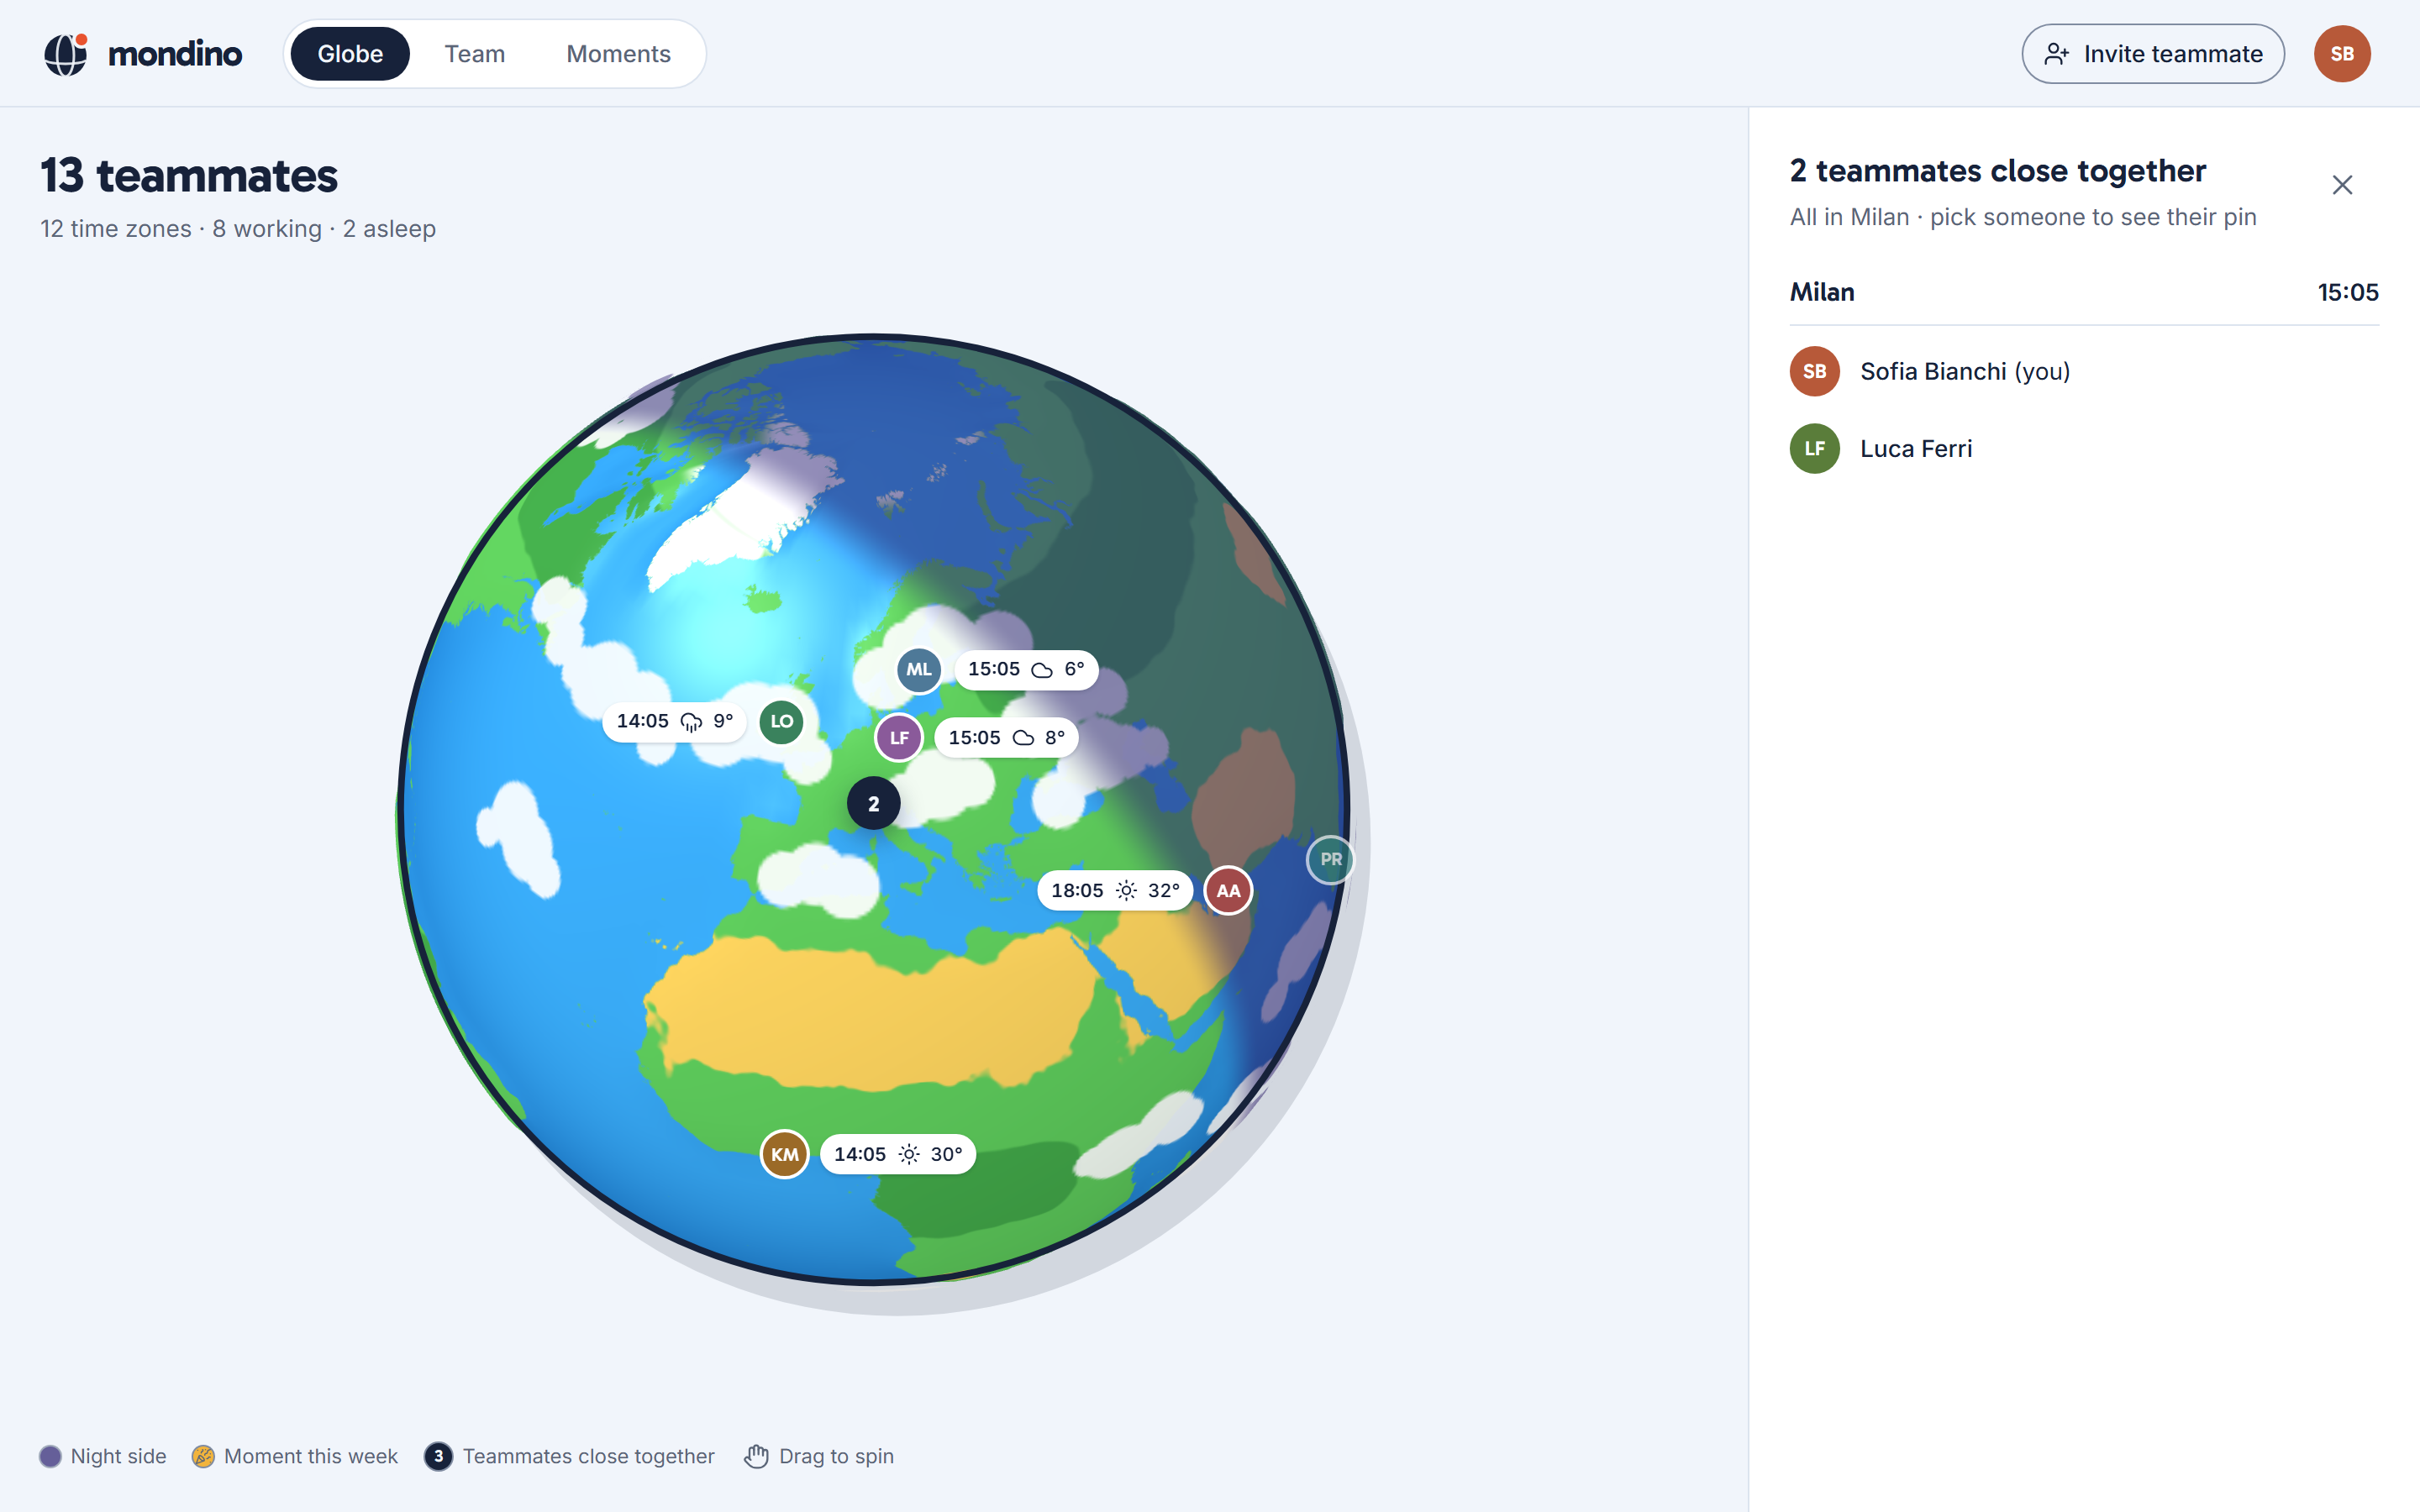 mondino
Globe
Team
Moments
Invite teammate
SB
13 teammates
12 time zones · 8 working · 2 asleep
ML
15:05
6°
14:05
9°
LO
LF
15:05
8°
2
PR
18:05
32°
AA
KM
14:05
30°
Night side
Moment this week
3
Teammates close together
Drag to spin
2 teammates close together
All in Milan · pick someone to see their pin
Milan
15:05
SB
Sofia Bianchi (you)
LF
Luca Ferri